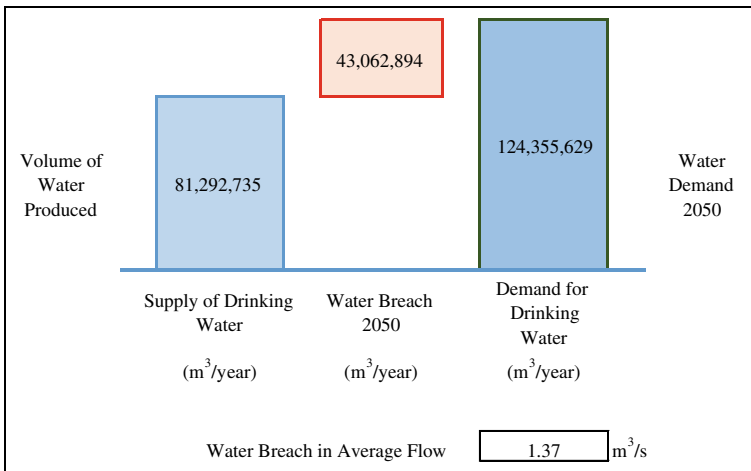 43,062,894
Volume of
Water
Produced
81,292,735
124,355,629
Water
Demand
2050
Supply of Drinking
Water
(m³/year)
Water Breach
2050
(m³/year)
Demand for
Drinking
Water
(m³/year)
Water Breach in Average Flow 1.37 m³/s